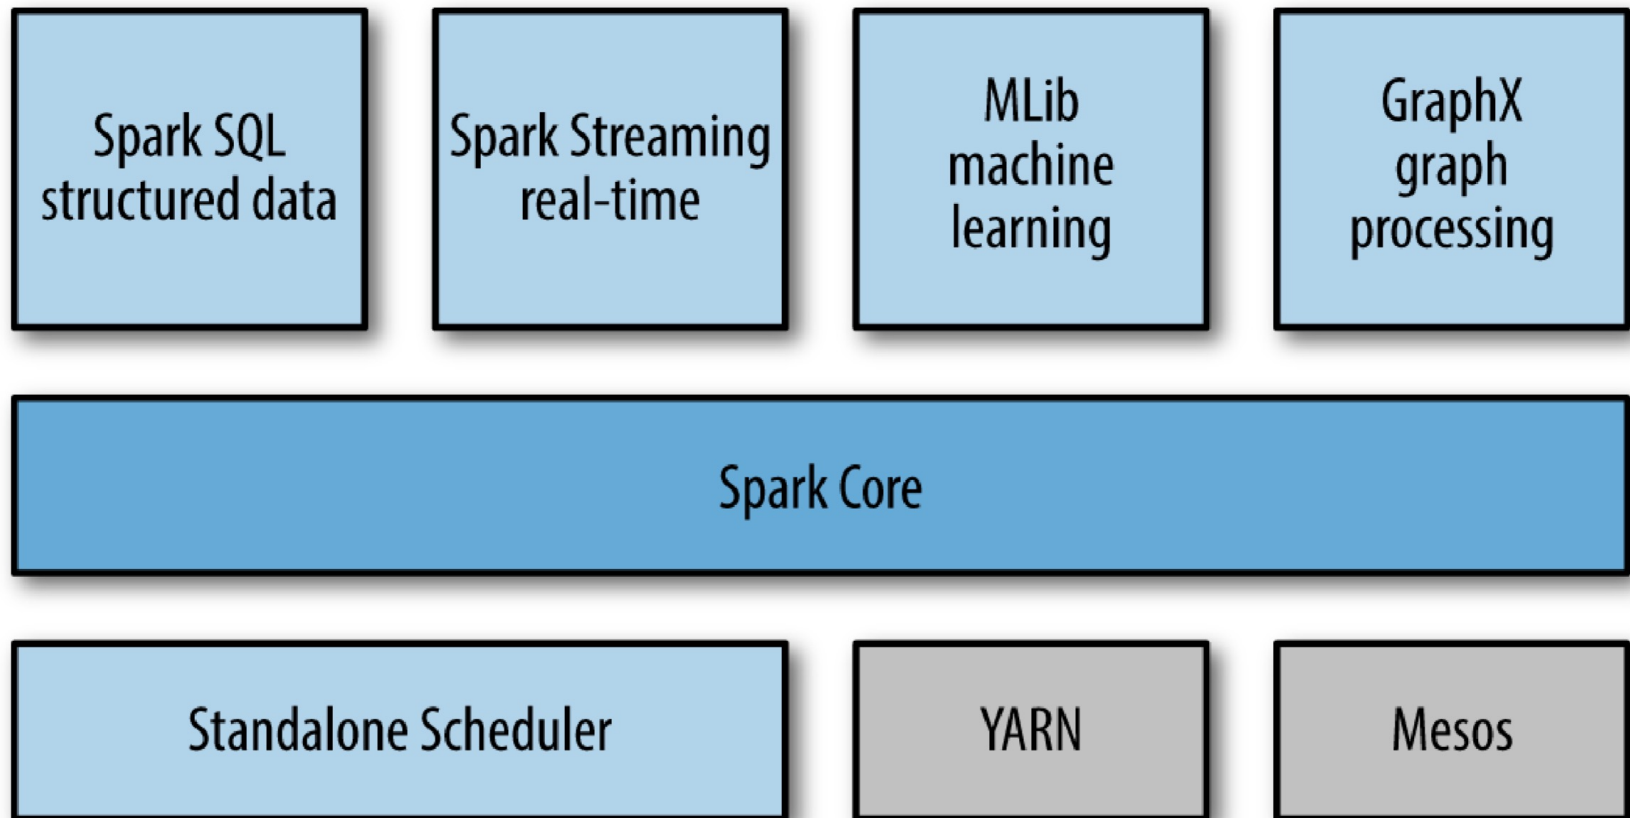 Spark SQL
structured data
Spark Streaming
real-time
MLib
machine
learning
GraphX
graph
processing
Spark Core
Standalone Scheduler
YARN
Mesos